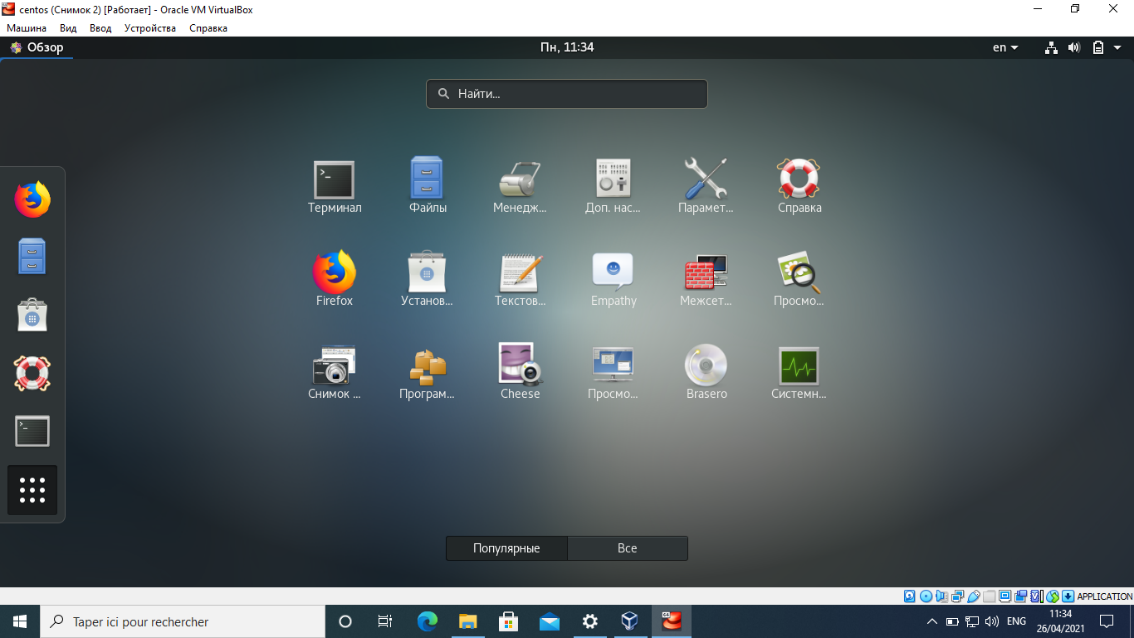 centos (Снимок 2) [Работает] - Oracle VM VirtualBox
Машина Вид Ввод Устройства Справка
Обзор Пн, 11:34 en
Найти...
Терминал Файлы Менедж... Доп. нас... Парамет... Справка
Firefox Установ... Текстов... Empathy Межсет... Просмо...
Снимок ... Програм... Cheese Просмо... Brasero Системн...
Популярные Все
APPLICATION
Taper ici pour rechercher ENG 11:34
26/04/2021